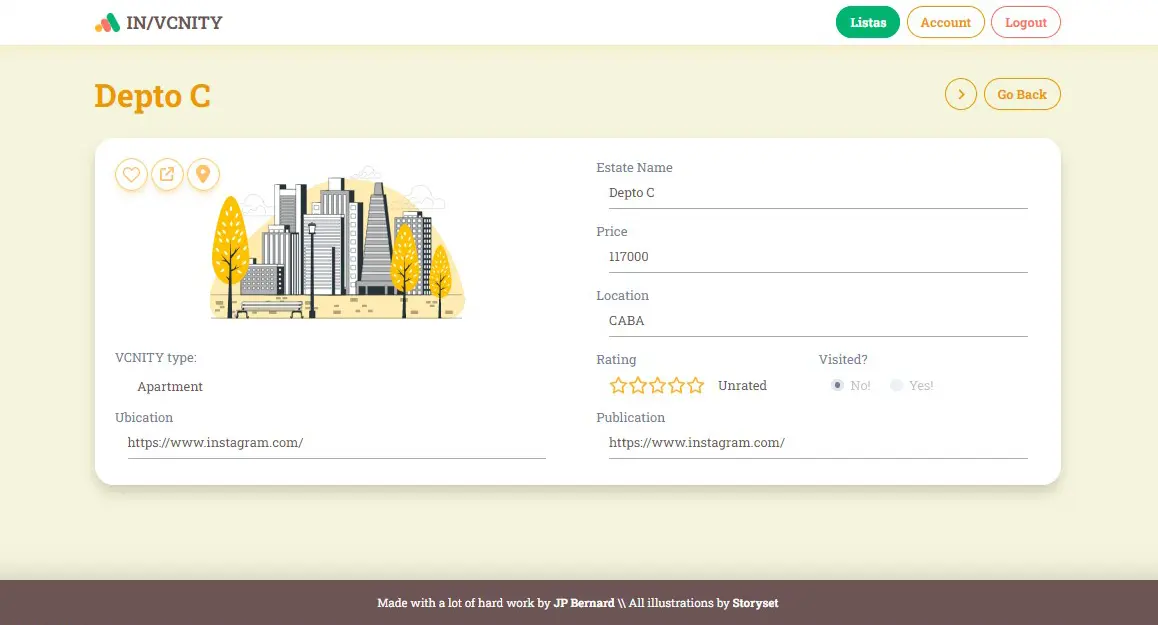 IN/VCNITY
Listas
Account
Logout
Depto C
Go Back
Estate Name
Depto C
Price
117000
Location
CABA
VCNITY type:
Apartment
Rating
Unrated
Visited?
No!
Yes!
Ubication
https://www.instagram.com/
Publication
https://www.instagram.com/
Made with a lot of hard work by JP Bernard \\ All illustrations by Storyset